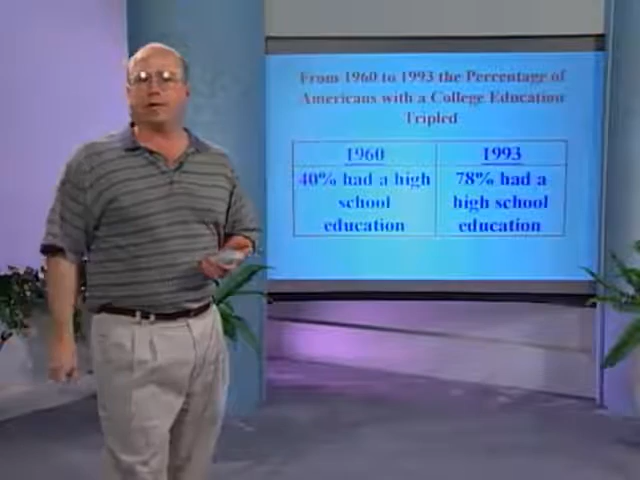 From 1960 to 1993 the Percentage of
Americans with a College Education
Tripled
1960 1993
40% had a high 78% had a
school high school
education education